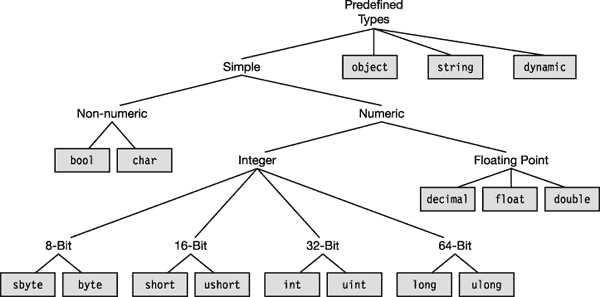 Predefined
Types
Simple
object
string
dynamic
Non-numeric
Numeric
bool
char
Integer
Floating Point
decimal
float
double
8-Bit
16-Bit
32-Bit
64-Bit
sbyte
byte
short
ushort
int
uint
long
ulong